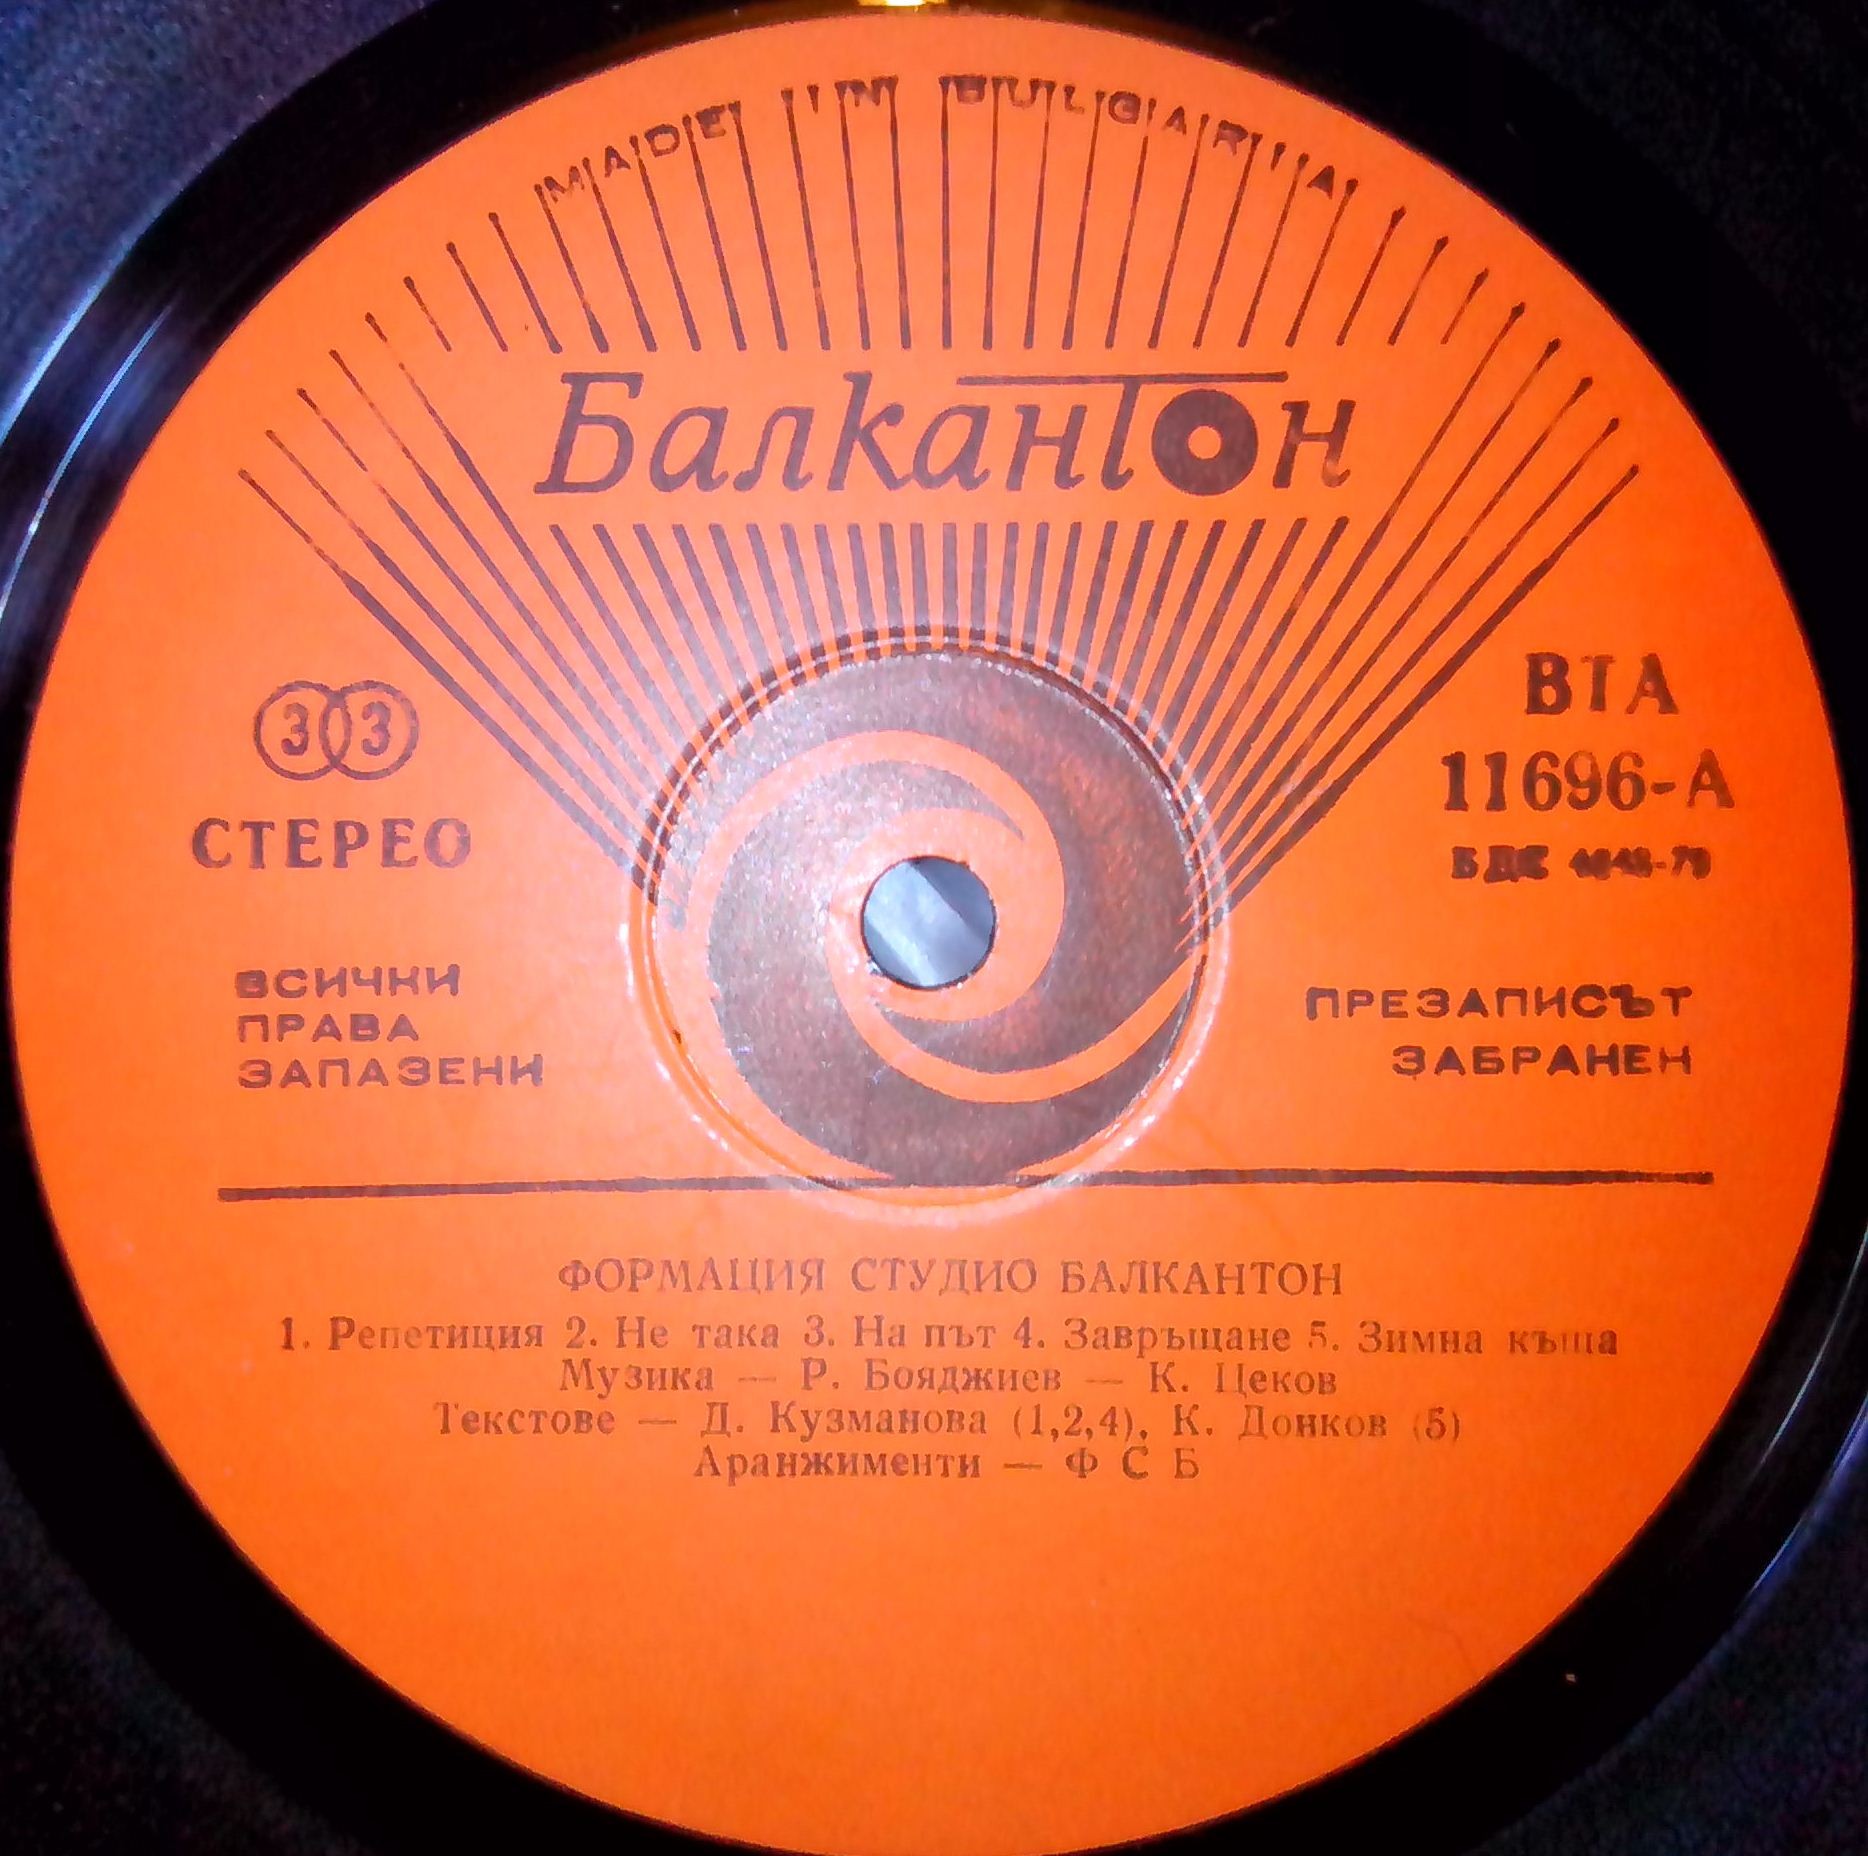 MADE IN BULGARIA
Балкантон
33
СТЕРЕО
ВТА
11696-А
ВСИЧКИ
ПРАВА
ЗАПАЗЕНИ
ПРЕЗАПИСЪТ
ЗАБРАНЕН
ФОРМАЦИЯ СТУДИО БАЛКАНТОН
1. Репетиция 2. Не така 3. На път 4. Завръщане 5. Зимна къща
Музика — Р. Бояджиев — К. Цеков
Текстове — Д. Кузманова (1,2,4), К. Донков (5)
Аранжименти — Ф С Б